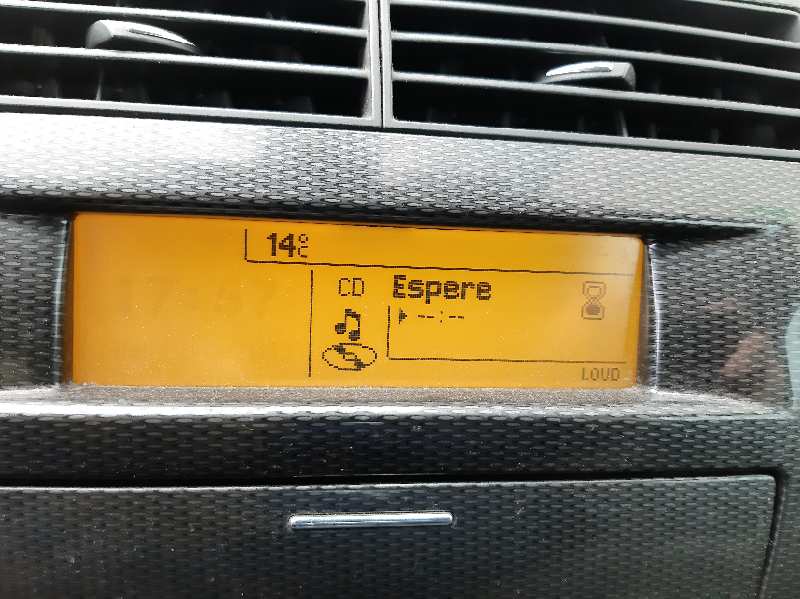 14°C
CD Espere
--:--
LOUD